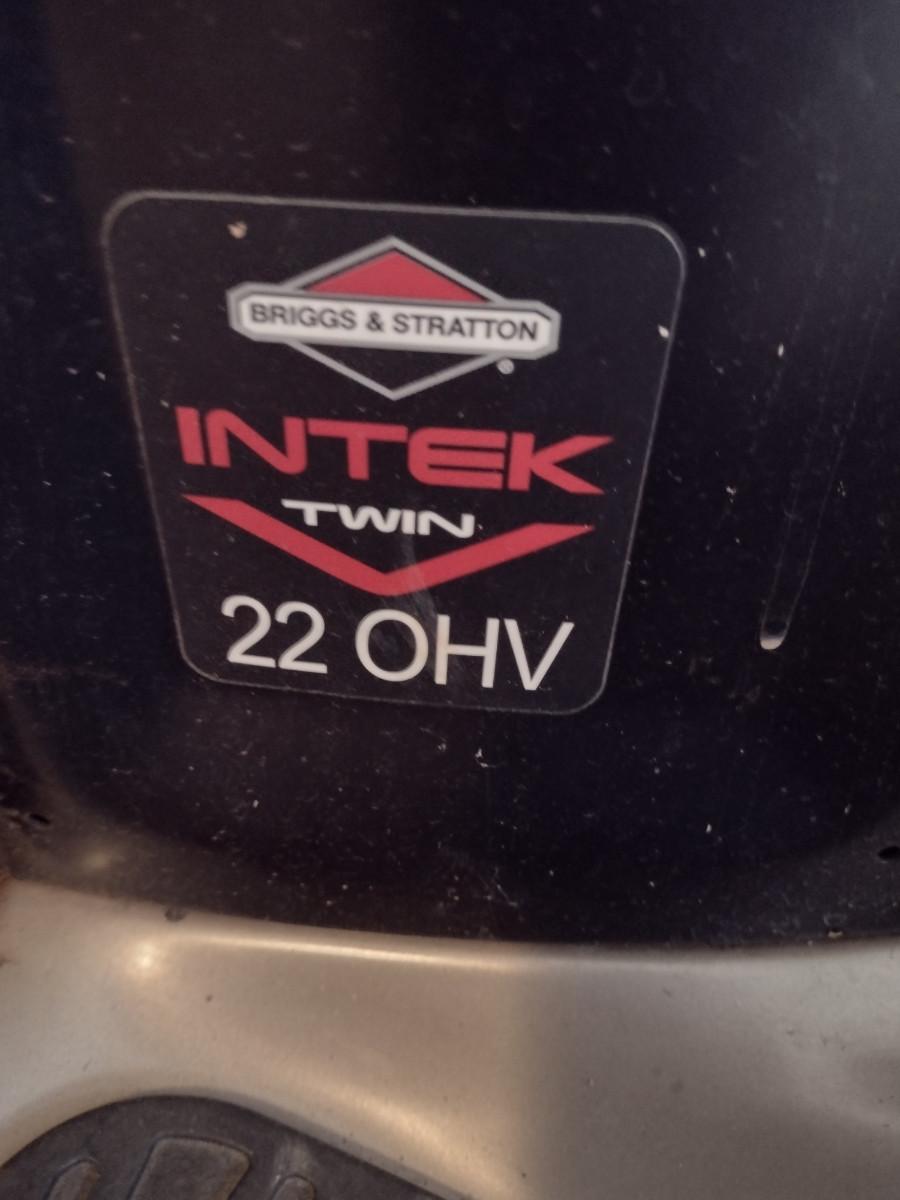 BRIGGS & STRATTON
®
INTEK
TWIN
22 OHV